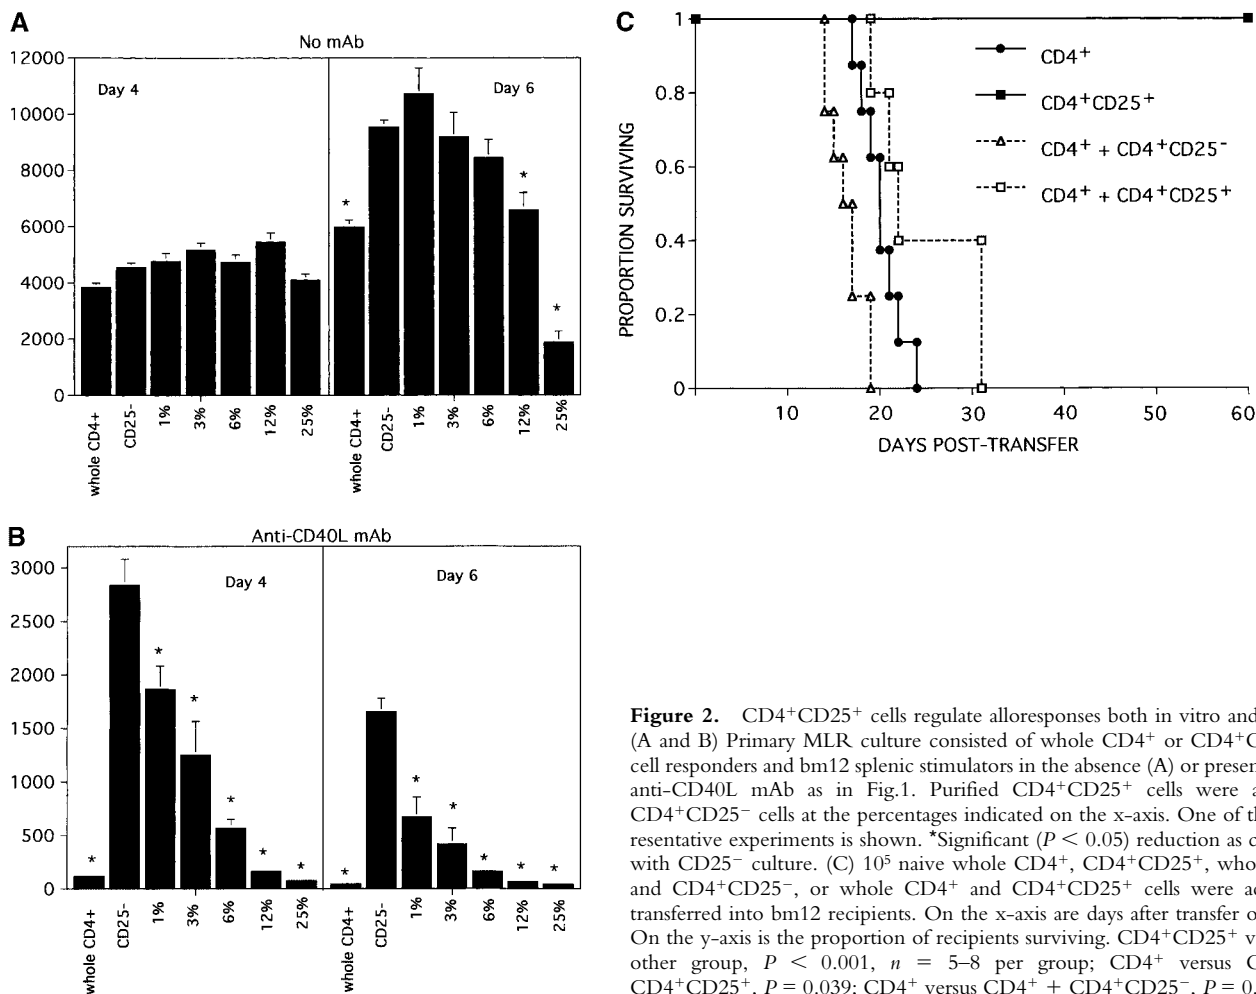 A
No mAb
12000
10000
8000
6000
4000
2000
0
Day 4
Day 6
*
*
*
whole CD4+
CD25-
1%
3%
6%
12%
25%
whole CD4+
CD25-
1%
3%
6%
12%
25%
B
Anti-CD40L mAb
3000
2500
2000
1500
1000
500
0
Day 4
Day 6
*
*
*
*
*
*
*
*
*
*
*
*
whole CD4+
CD25-
1%
3%
6%
12%
25%
whole CD4+
CD25-
1%
3%
6%
12%
25%
C
PROPORTION SURVIVING
1
0.8
0.6
0.4
0.2
0
10
20
30
40
50
60
DAYS POST-TRANSFER
CD4+
CD4+CD25+
CD4+ + CD4+CD25-
CD4+ + CD4+CD25+
Figure 2. CD4+CD25+ cells regulate alloresponses both in vitro and
(A and B) Primary MLR culture consisted of whole CD4+ or CD4+C
cell responders and bm12 splenic stimulators in the absence (A) or presen
anti-CD40L mAb as in Fig.1. Purified CD4+CD25+ cells were a
CD4+CD25− cells at the percentages indicated on the x-axis. One of t
resentative experiments is shown. *Significant (P < 0.05) reduction as c
with CD25− culture. (C) 10⁵ naive whole CD4+, CD4+CD25+, who
and CD4+CD25−, or whole CD4+ and CD4+CD25+ cells were a
transferred into bm12 recipients. On the x-axis are days after transfer o
On the y-axis is the proportion of recipients surviving. CD4+CD25+ v
other group, P < 0.001, n = 5–8 per group; CD4+ versus C
CD4+CD25+, P = 0.039; CD4+ versus CD4+ + CD4+CD25−, P = 0.